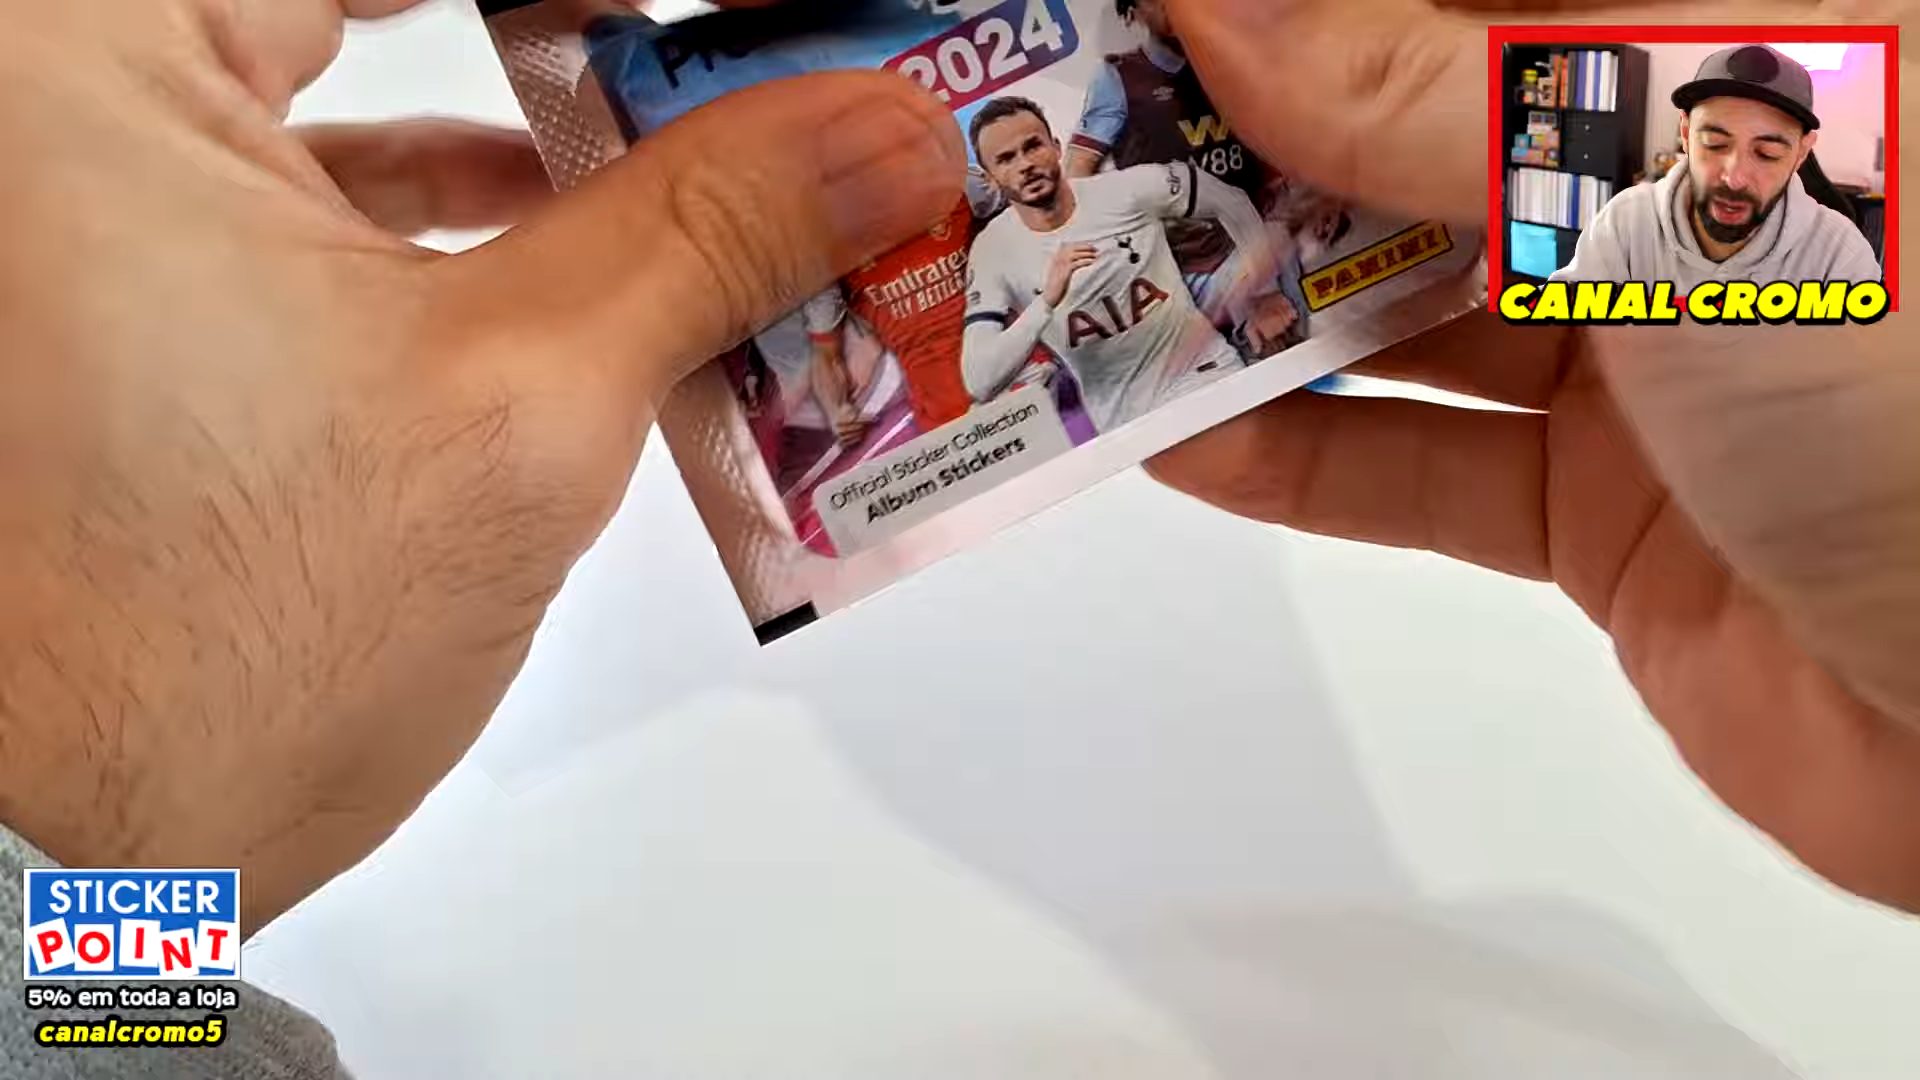 2024
W88
Emirates
FLY BETTER
AIA
PANINI
Official Sticker Collection
Album Stickers
CANAL CROMO
STICKER
POINT
5% em toda a loja
canalcromo5